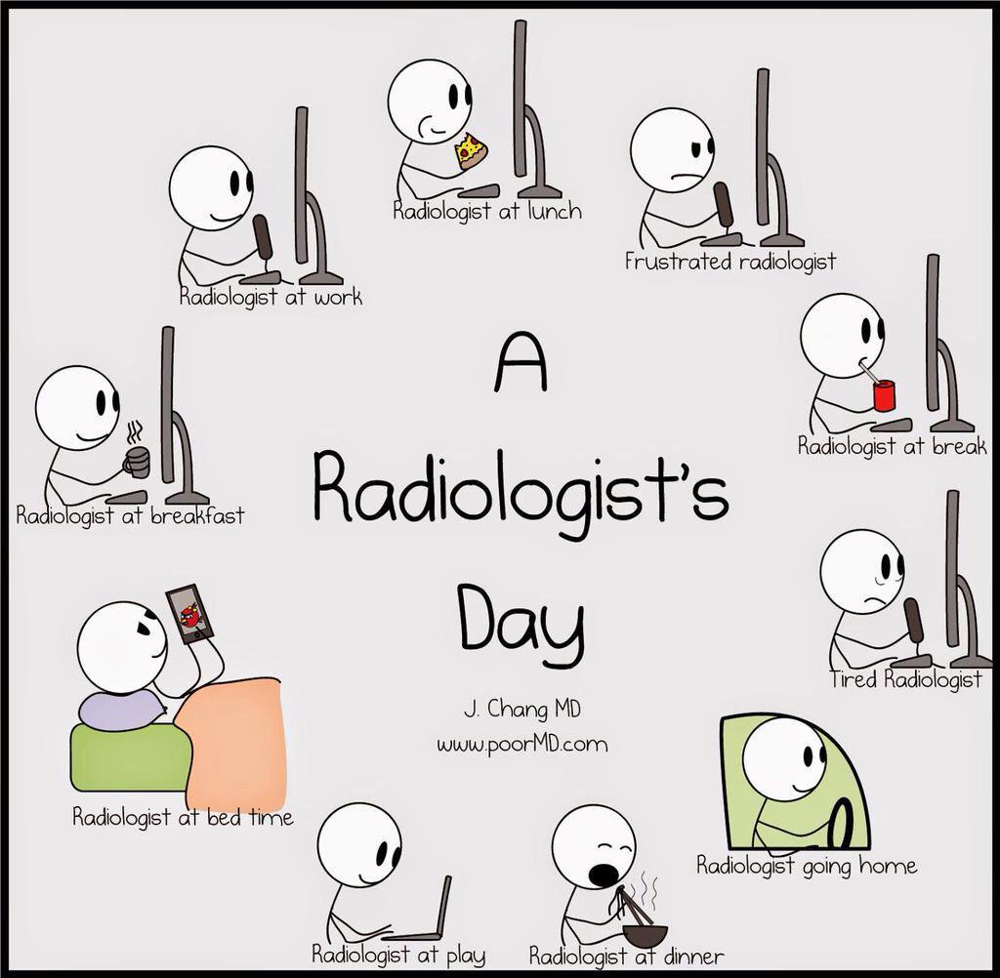 A
Radiologist's
Day
J. Chang MD
www.poorMD.com
Radiologist at breakfast
Radiologist at work
Radiologist at lunch
Frustrated radiologist
Radiologist at break
Tired Radiologist
Radiologist going home
Radiologist at dinner
Radiologist at play
Radiologist at bed time